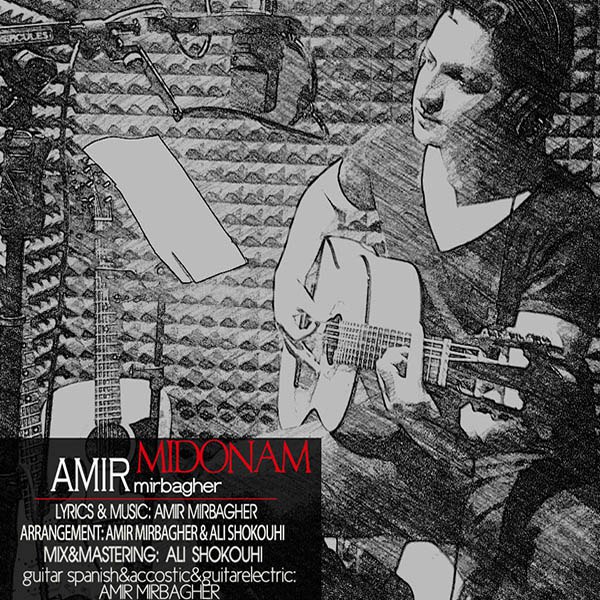 HERCULES
MIDONAM
AMIR mirbagher
LYRICS & MUSIC: AMIR MIRBAGHER
ARRANGEMENT: AMIR MIRBAGHER & ALI SHOKOUHI
MIX&MASTERING: ALI SHOKOUHI
guitar spanish&accostic&guitarelectric:
AMIR MIRBAGHER